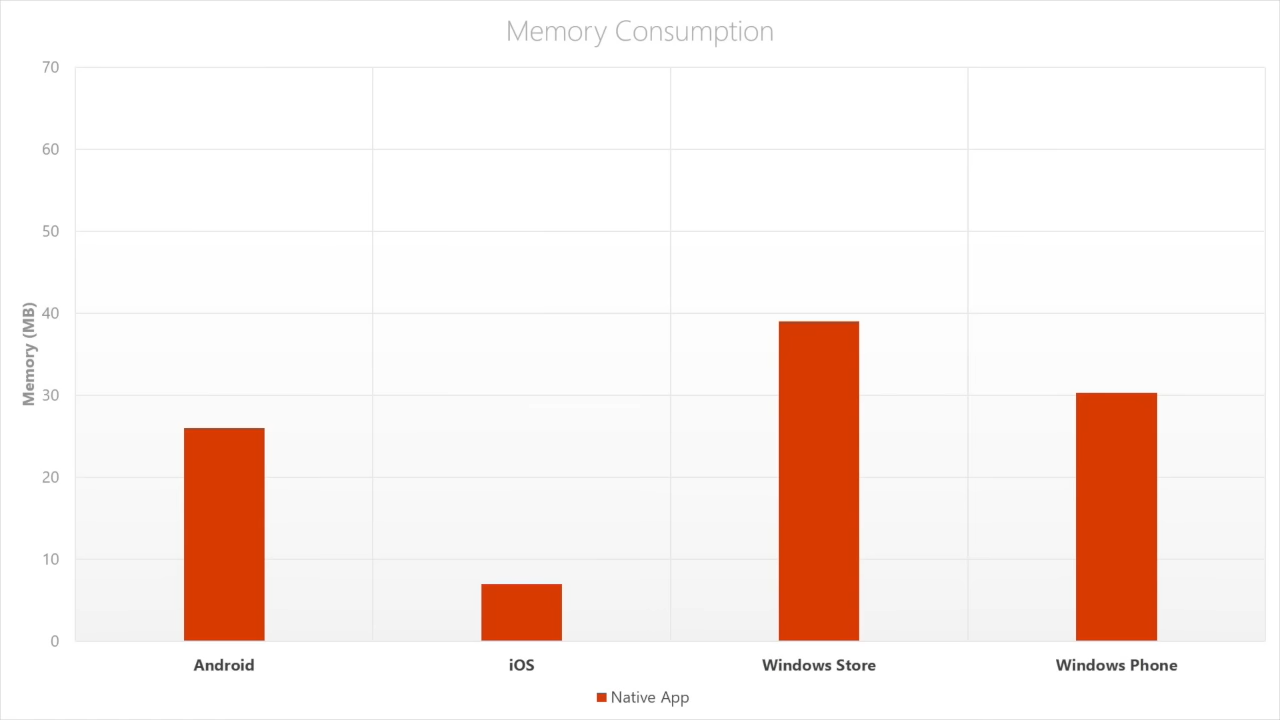 Memory Consumption
70
60
50
40
30
20
10
0
Memory (MB)
Android
iOS
Windows Store
Windows Phone
Native App